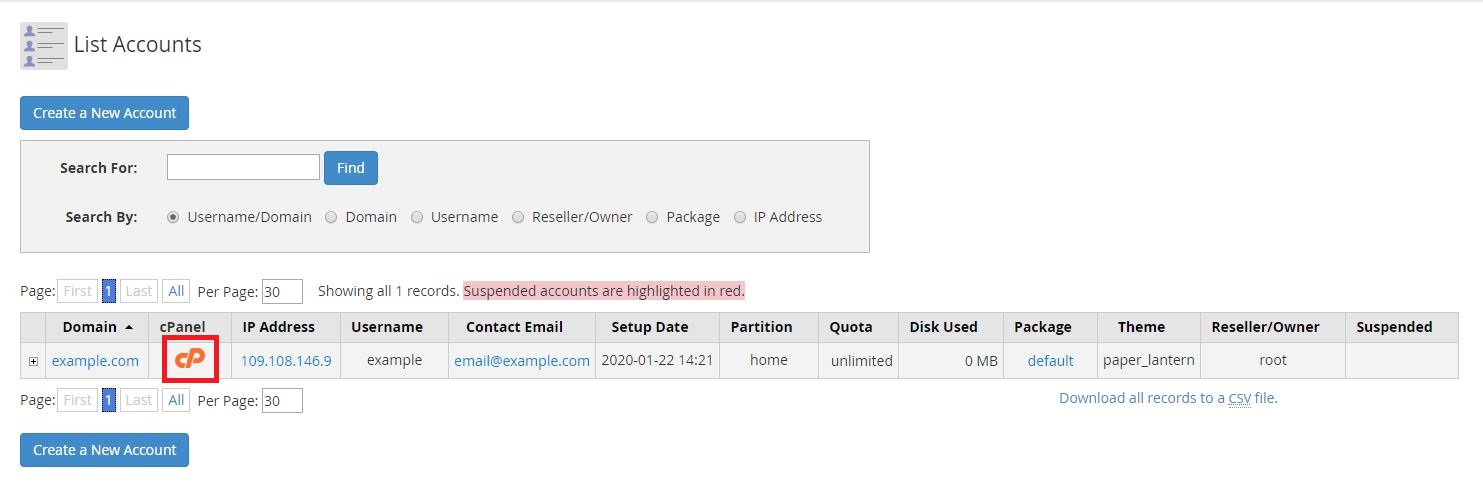 List Accounts
Create a New Account
Search For: Find
Search By: Username/Domain Domain Username Reseller/Owner Package IP Address
Page: First 1 Last All Per Page: 30 Showing all 1 records. Suspended accounts are highlighted in red.
Domain cPanel IP Address Username Contact Email Setup Date Partition Quota Disk Used Package Theme Reseller/Owner Suspended
example.com cP 109.108.146.9 example email@example.com 2020-01-22 14:21 home unlimited 0 MB default paper_lantern root
Page: First 1 Last All Per Page: 30 Download all records to a CSV file.
Create a New Account